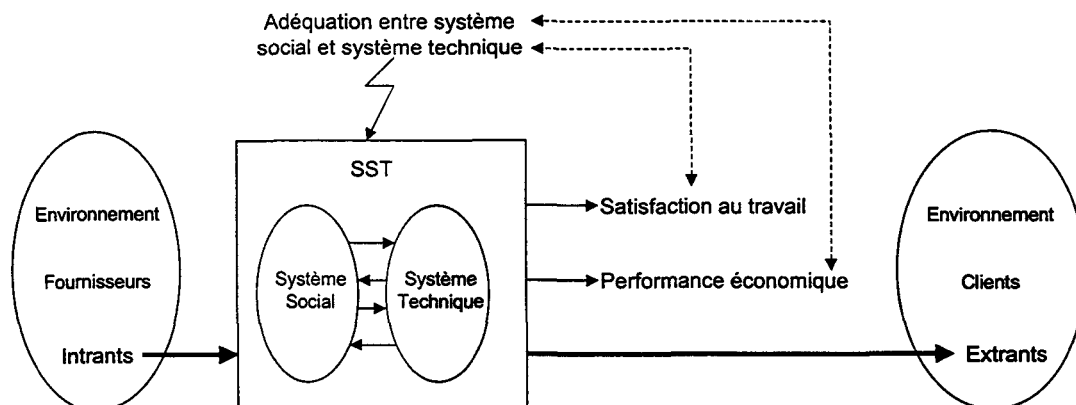 Adéquation entre système
social et système technique
SST
Environnement
Fournisseurs
Intrants
Système
Social
Système
Technique
Satisfaction au travail
Performance économique
Environnement
Clients
Extrants